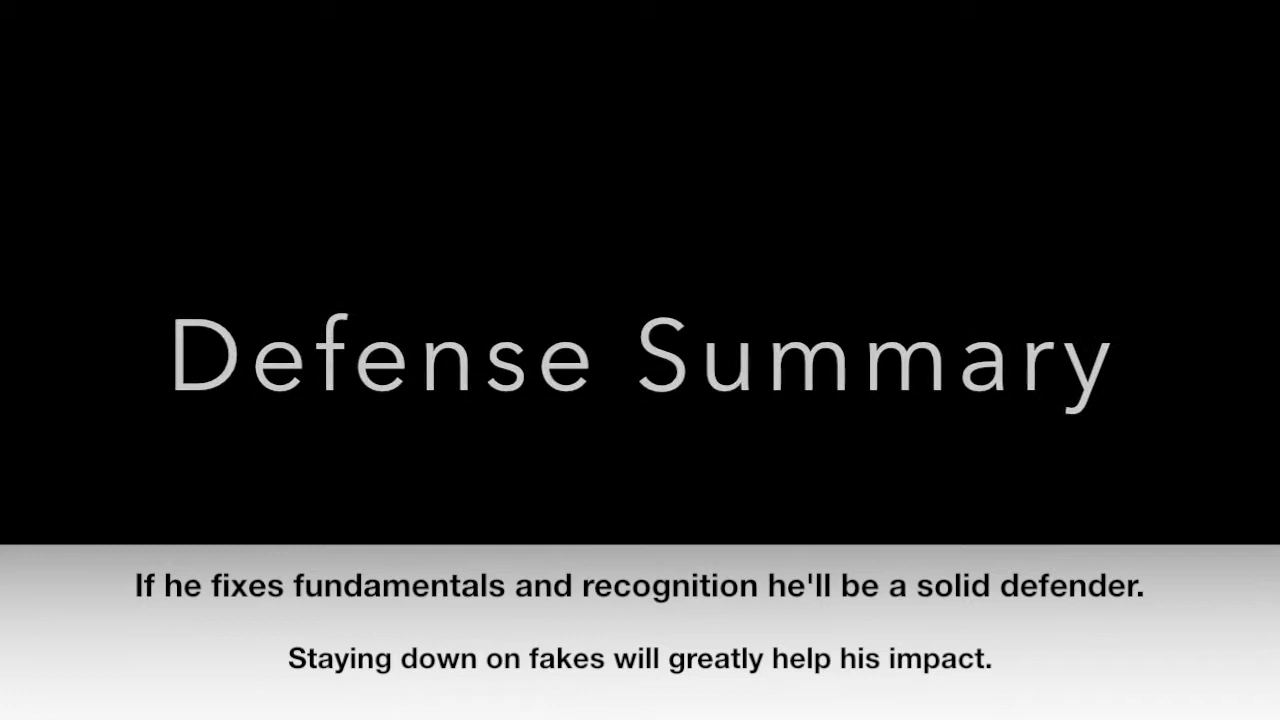 Defense Summary
If he fixes fundamentals and recognition he'll be a solid defender.
Staying down on fakes will greatly help his impact.